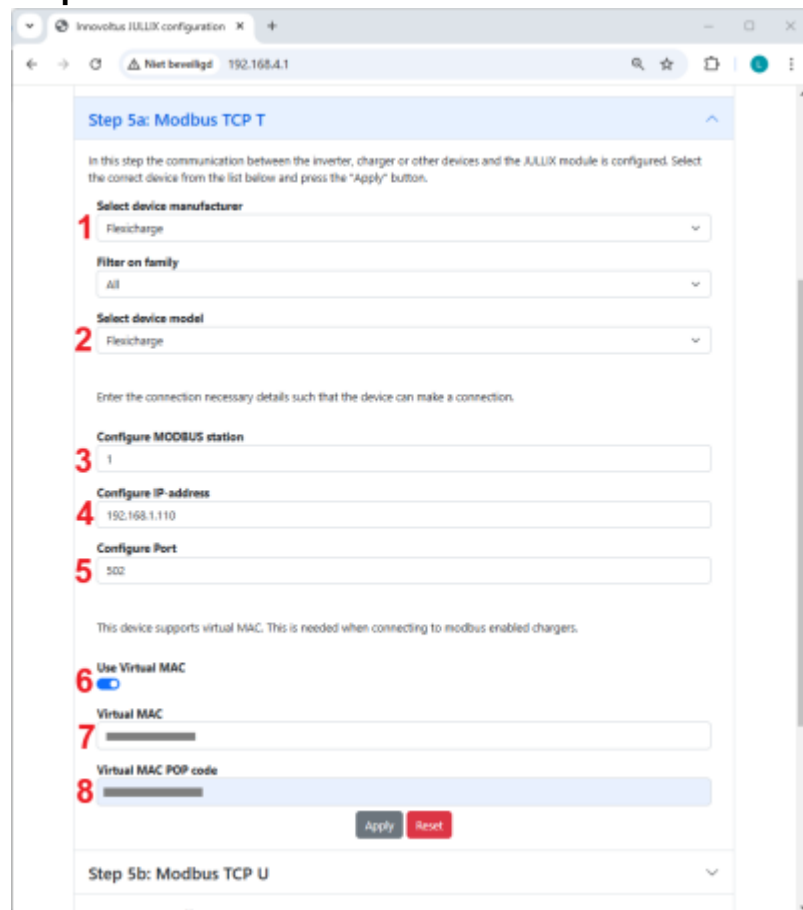 Innovoltus JULLIX configuration
Niet beveiligd 192.168.4.1
L
Step 5a: Modbus TCP T
In this step the communication between the inverter, charger or other devices and the JULLIX module is configured. Select
the correct device from the list below and press the "Apply" button.
Select device manufacturer
1 Flexicharge
Filter on family
All
Select device model
2 Flexicharge
Enter the connection necessary details such that the device can make a connection.
Configure MODBUS station
3 1
Configure IP-address
4 192.168.1.110
Configure Port
5 502
This device supports virtual MAC. This is needed when connecting to modbus enabled chargers.
Use Virtual MAC
6
Virtual MAC
7
Virtual MAC POP code
8
Apply Reset
Step 5b: Modbus TCP U